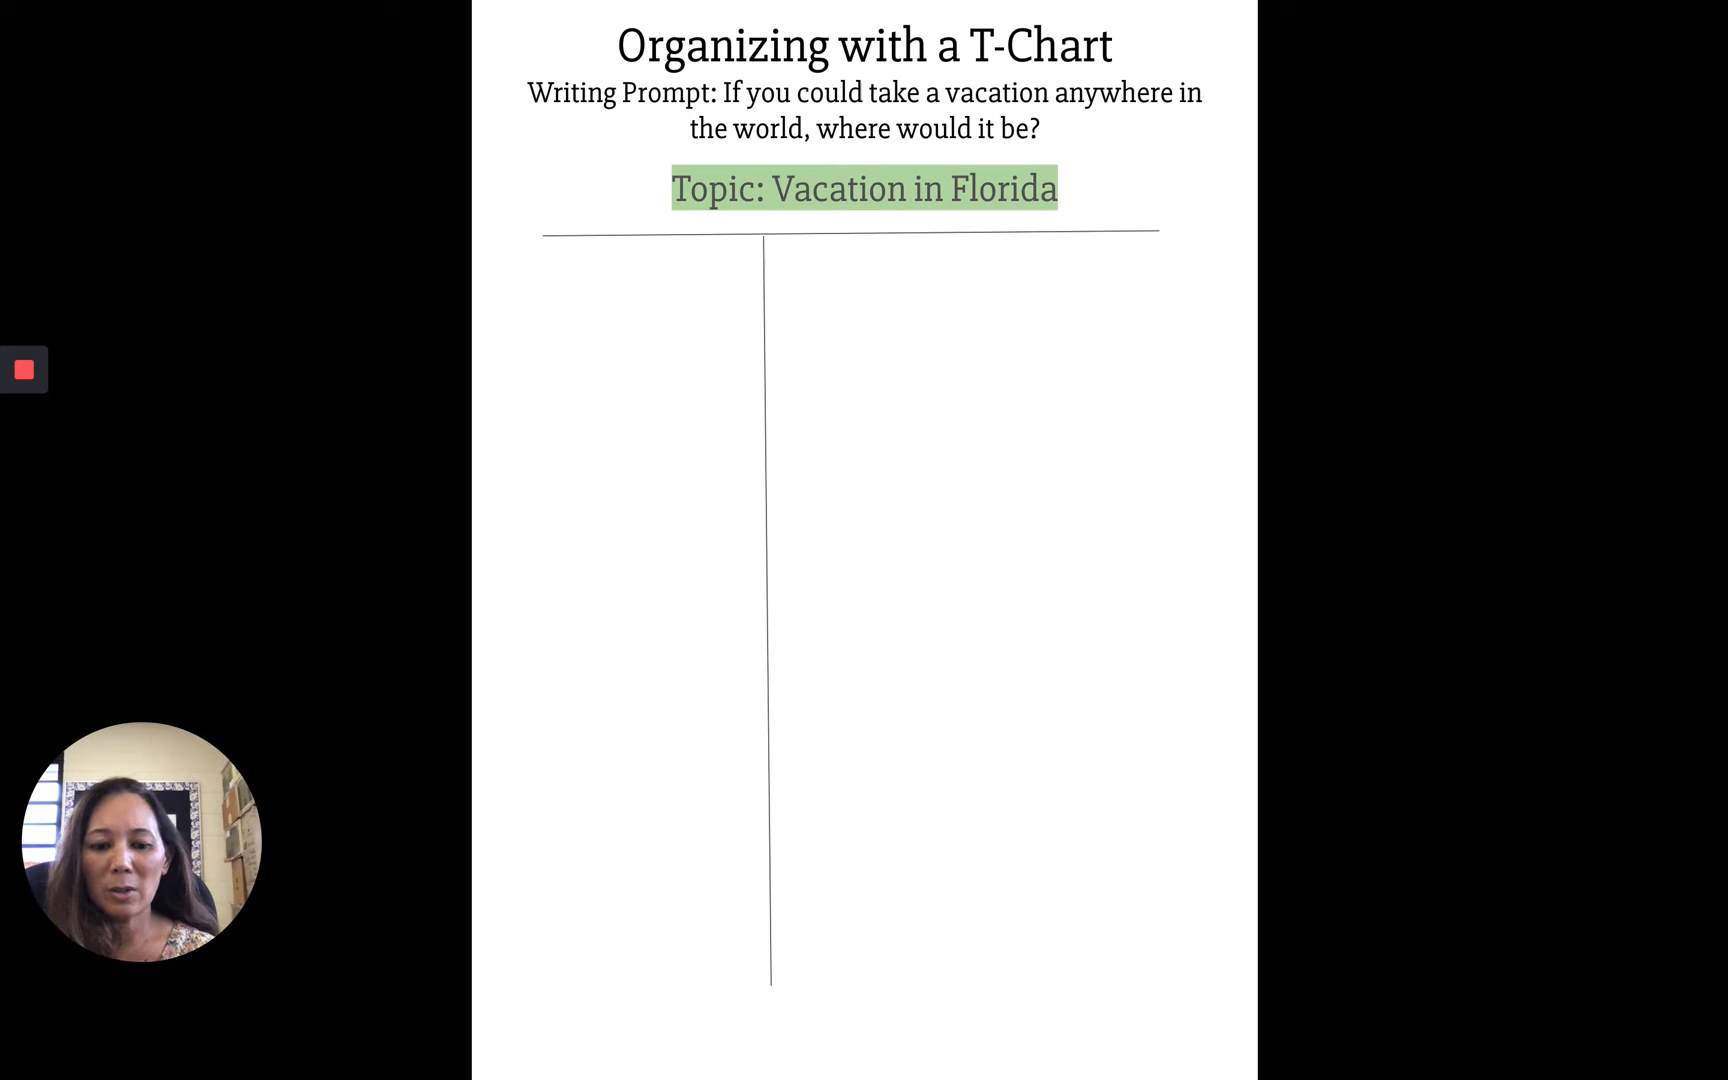 Organizing with a T-Chart
Writing Prompt: If you could take a vacation anywhere in
the world, where would it be?
Topic: Vacation in Florida